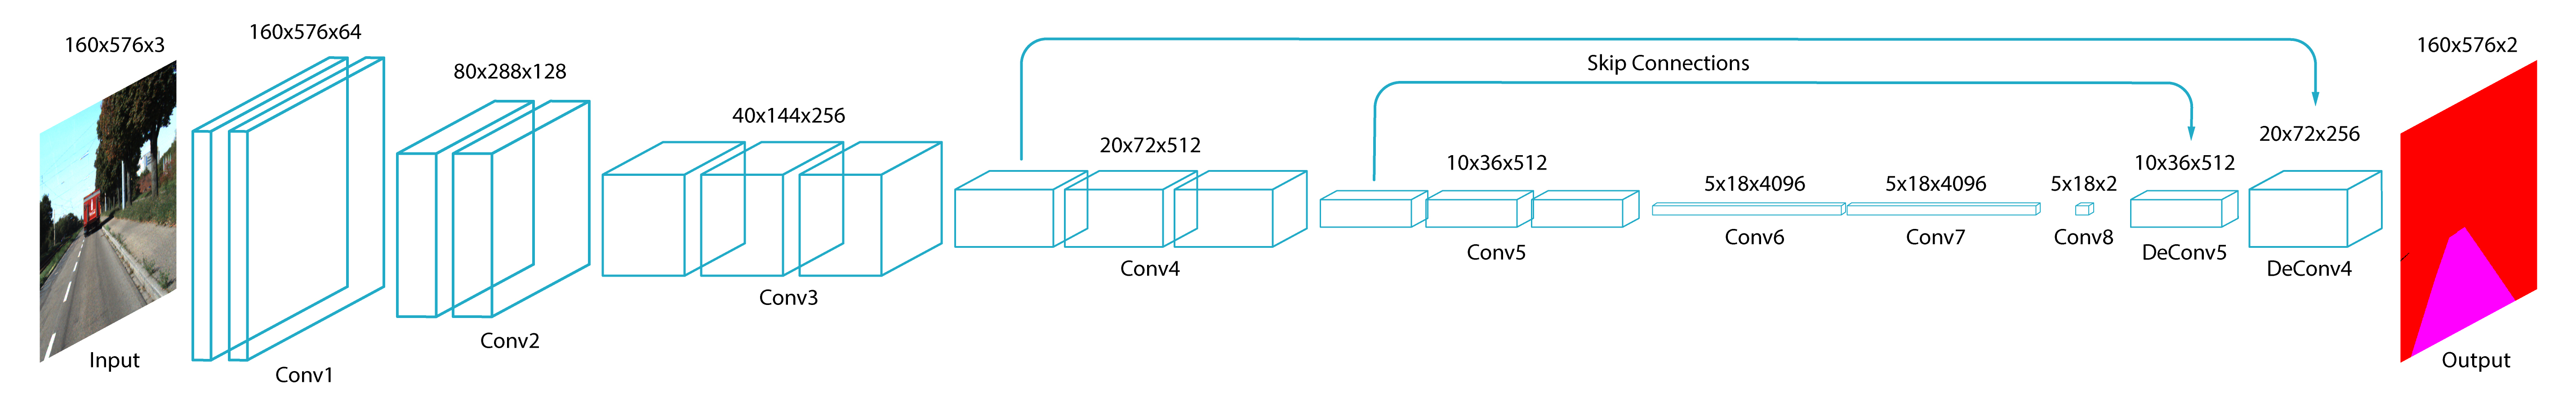 160x576x3
Input
160x576x64
Conv1
80x288x128
Conv2
40x144x256
Conv3
20x72x512
Conv4
Skip Connections
10x36x512
Conv5
5x18x4096
Conv6
5x18x4096
Conv7
5x18x2
Conv8
10x36x512
DeConv5
20x72x256
DeConv4
160x576x2
Output